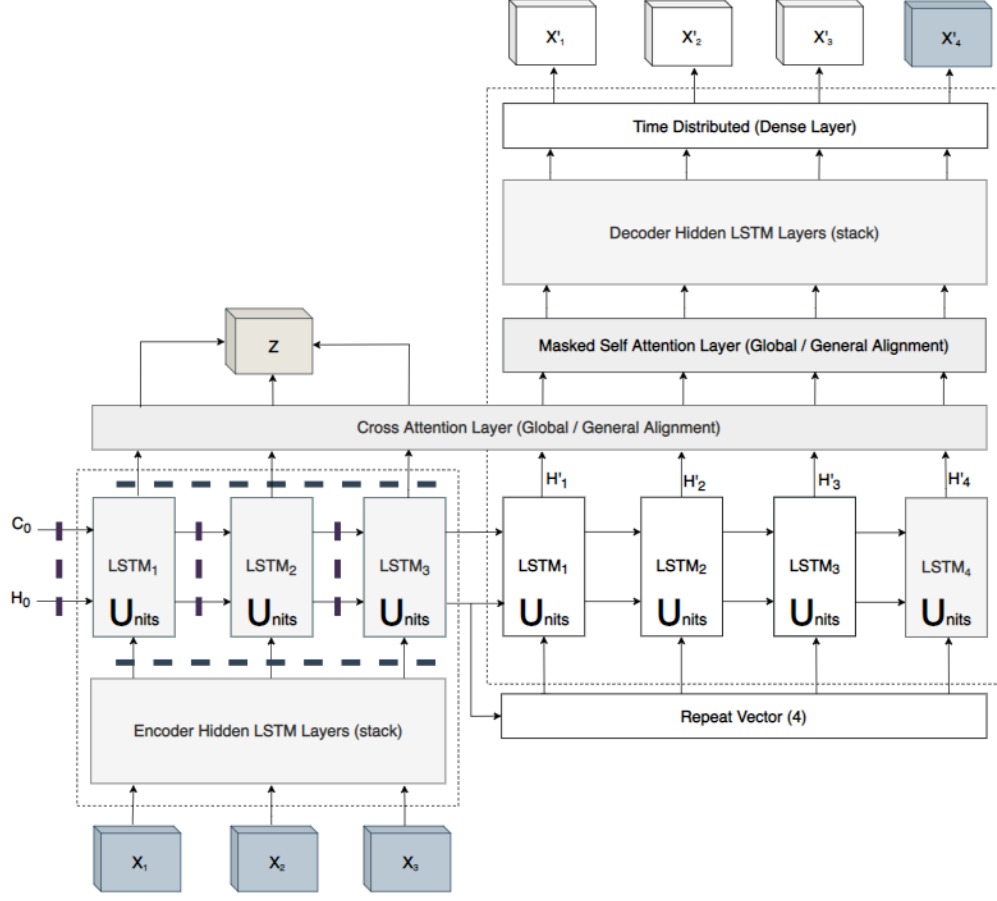 X'₁ X'₂ X'₃ X'₄
Time Distributed (Dense Layer)
Decoder Hidden LSTM Layers (stack)
Masked Self Attention Layer (Global / General Alignment)
Z
Cross Attention Layer (Global / General Alignment)
H'₁ H'₂ H'₃ H'₄
C₀
LSTM₁ LSTM₂ LSTM₃ LSTM₁ LSTM₂ LSTM₃ LSTM₄
H₀
Units Units Units Units Units Units Units
Repeat Vector (4)
Encoder Hidden LSTM Layers (stack)
X₁ X₂ X₃